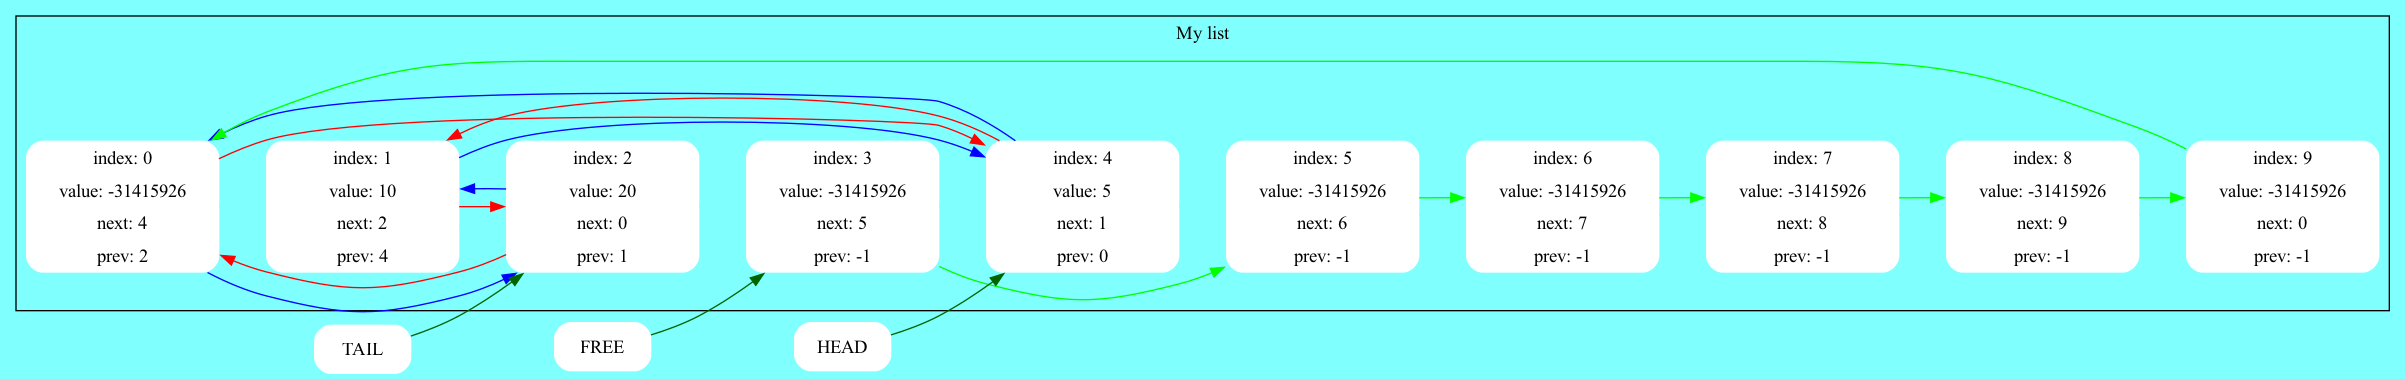 My list
index: 0
value: -31415926
next: 4
prev: 2
index: 1
value: 10
next: 2
prev: 4
index: 2
value: 20
next: 0
prev: 1
index: 3
value: -31415926
next: 5
prev: -1
index: 4
value: 5
next: 1
prev: 0
index: 5
value: -31415926
next: 6
prev: -1
index: 6
value: -31415926
next: 7
prev: -1
index: 7
value: -31415926
next: 8
prev: -1
index: 8
value: -31415926
next: 9
prev: -1
index: 9
value: -31415926
next: 0
prev: -1
TAIL
FREE
HEAD